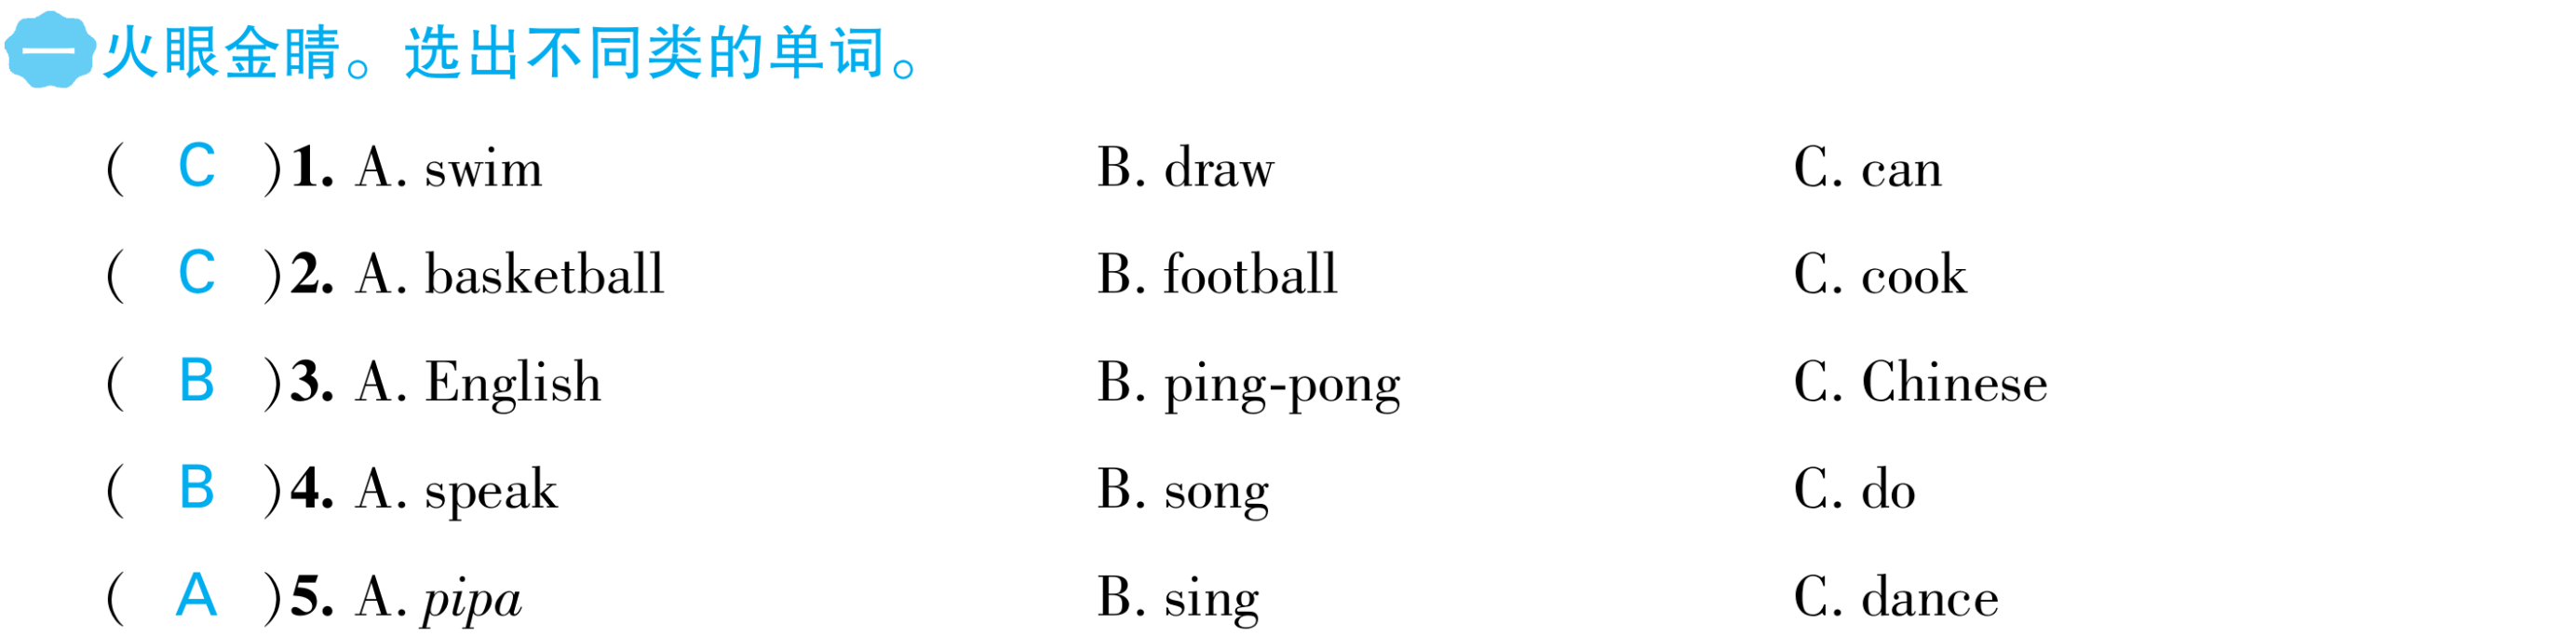 一 火眼金睛。选出不同类的单词。
( C )1. A. swim B. draw C. can
( C )2. A. basketball B. football C. cook
( B )3. A. English B. ping-pong C. Chinese
( B )4. A. speak B. song C. do
( A )5. A. pipa B. sing C. dance